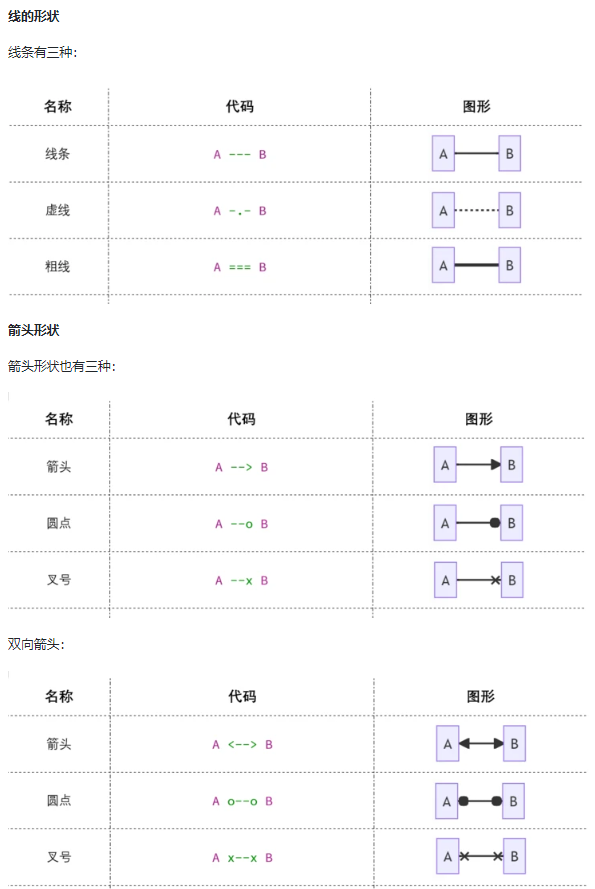 线的形状
线条有三种：
名称 代码 图形
线条 A --- B A B
虚线 A -.- B A B
粗线 A === B A B
箭头形状
箭头形状也有三种：
名称 代码 图形
箭头 A --> B A B
圆点 A --o B A B
叉号 A --x B A B
双向箭头：
名称 代码 图形
箭头 A <--> B A B
圆点 A o--o B A B
叉号 A x--x B A B